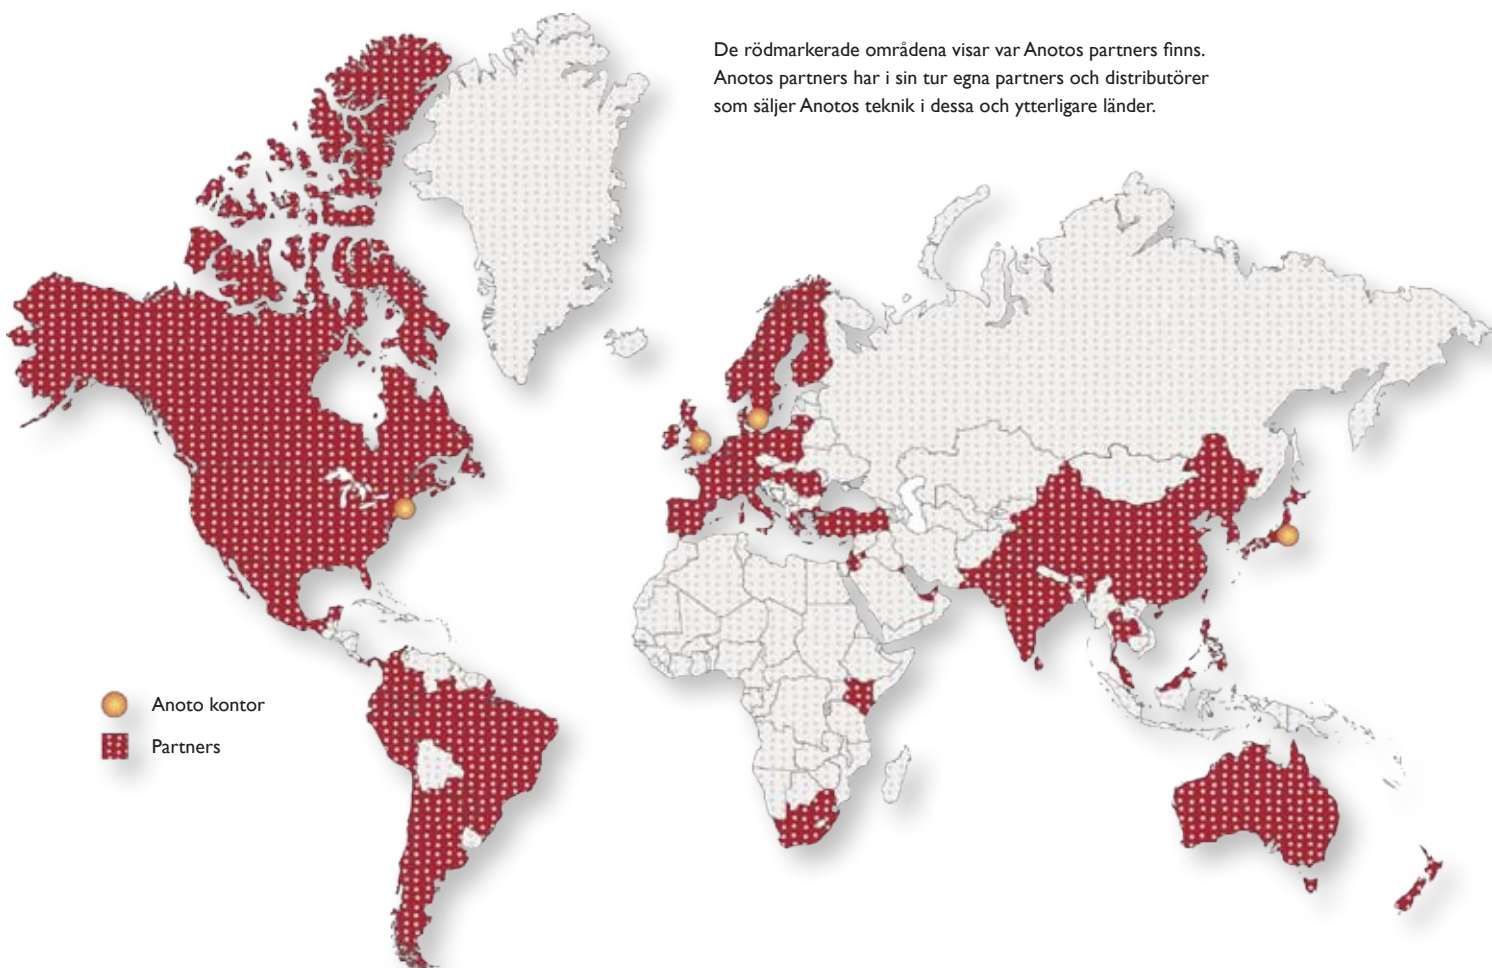 De rödmarkerade områdena visar var Anotos partners finns.
Anotos partners har i sin tur egna partners och distributörer
som säljer Anotos teknik i dessa och ytterligare länder.
Anoto kontor
Partners